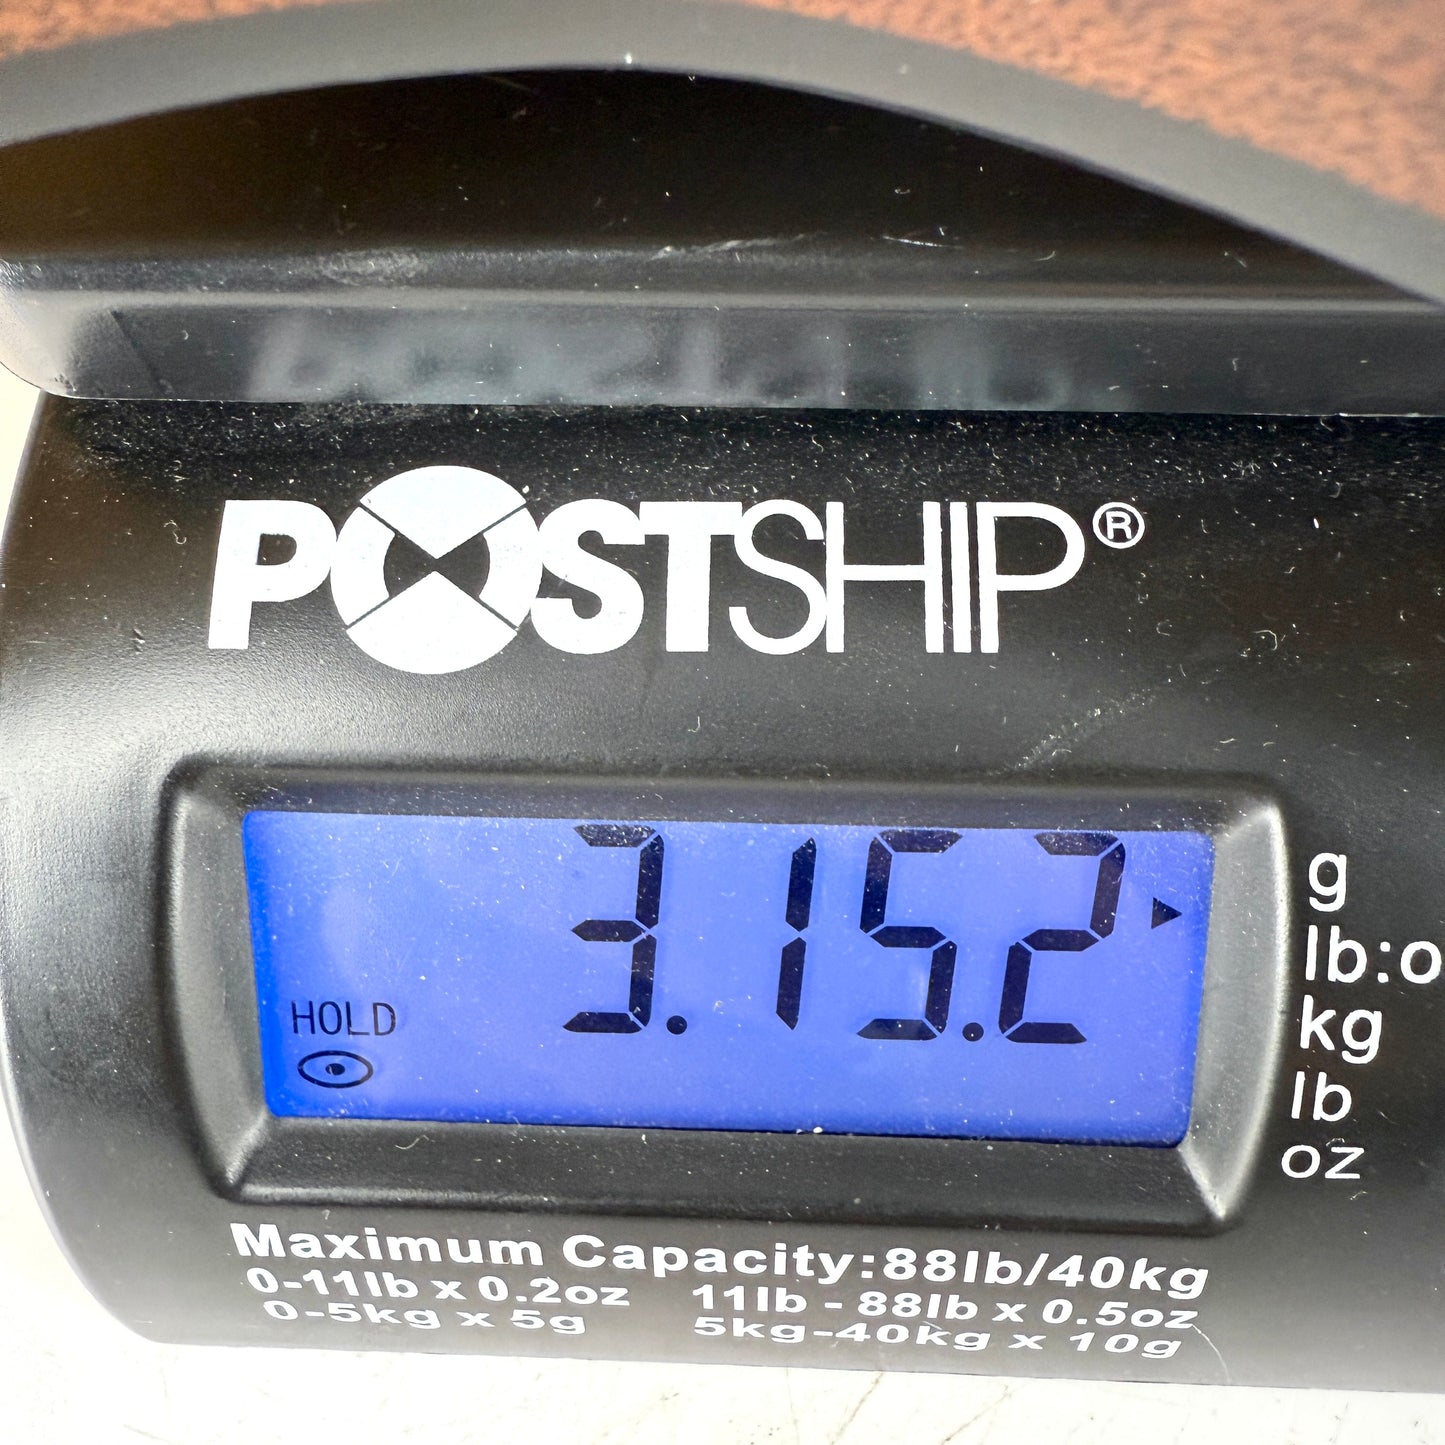 POSTSHIP®
3.15.2
HOLD
g
lb:o
kg
lb
oz
Maximum Capacity:88lb/40kg
0-11lb x 0.2oz 11lb - 88lb x 0.5oz
0-5kg x 5g 5kg-40kg x 10g